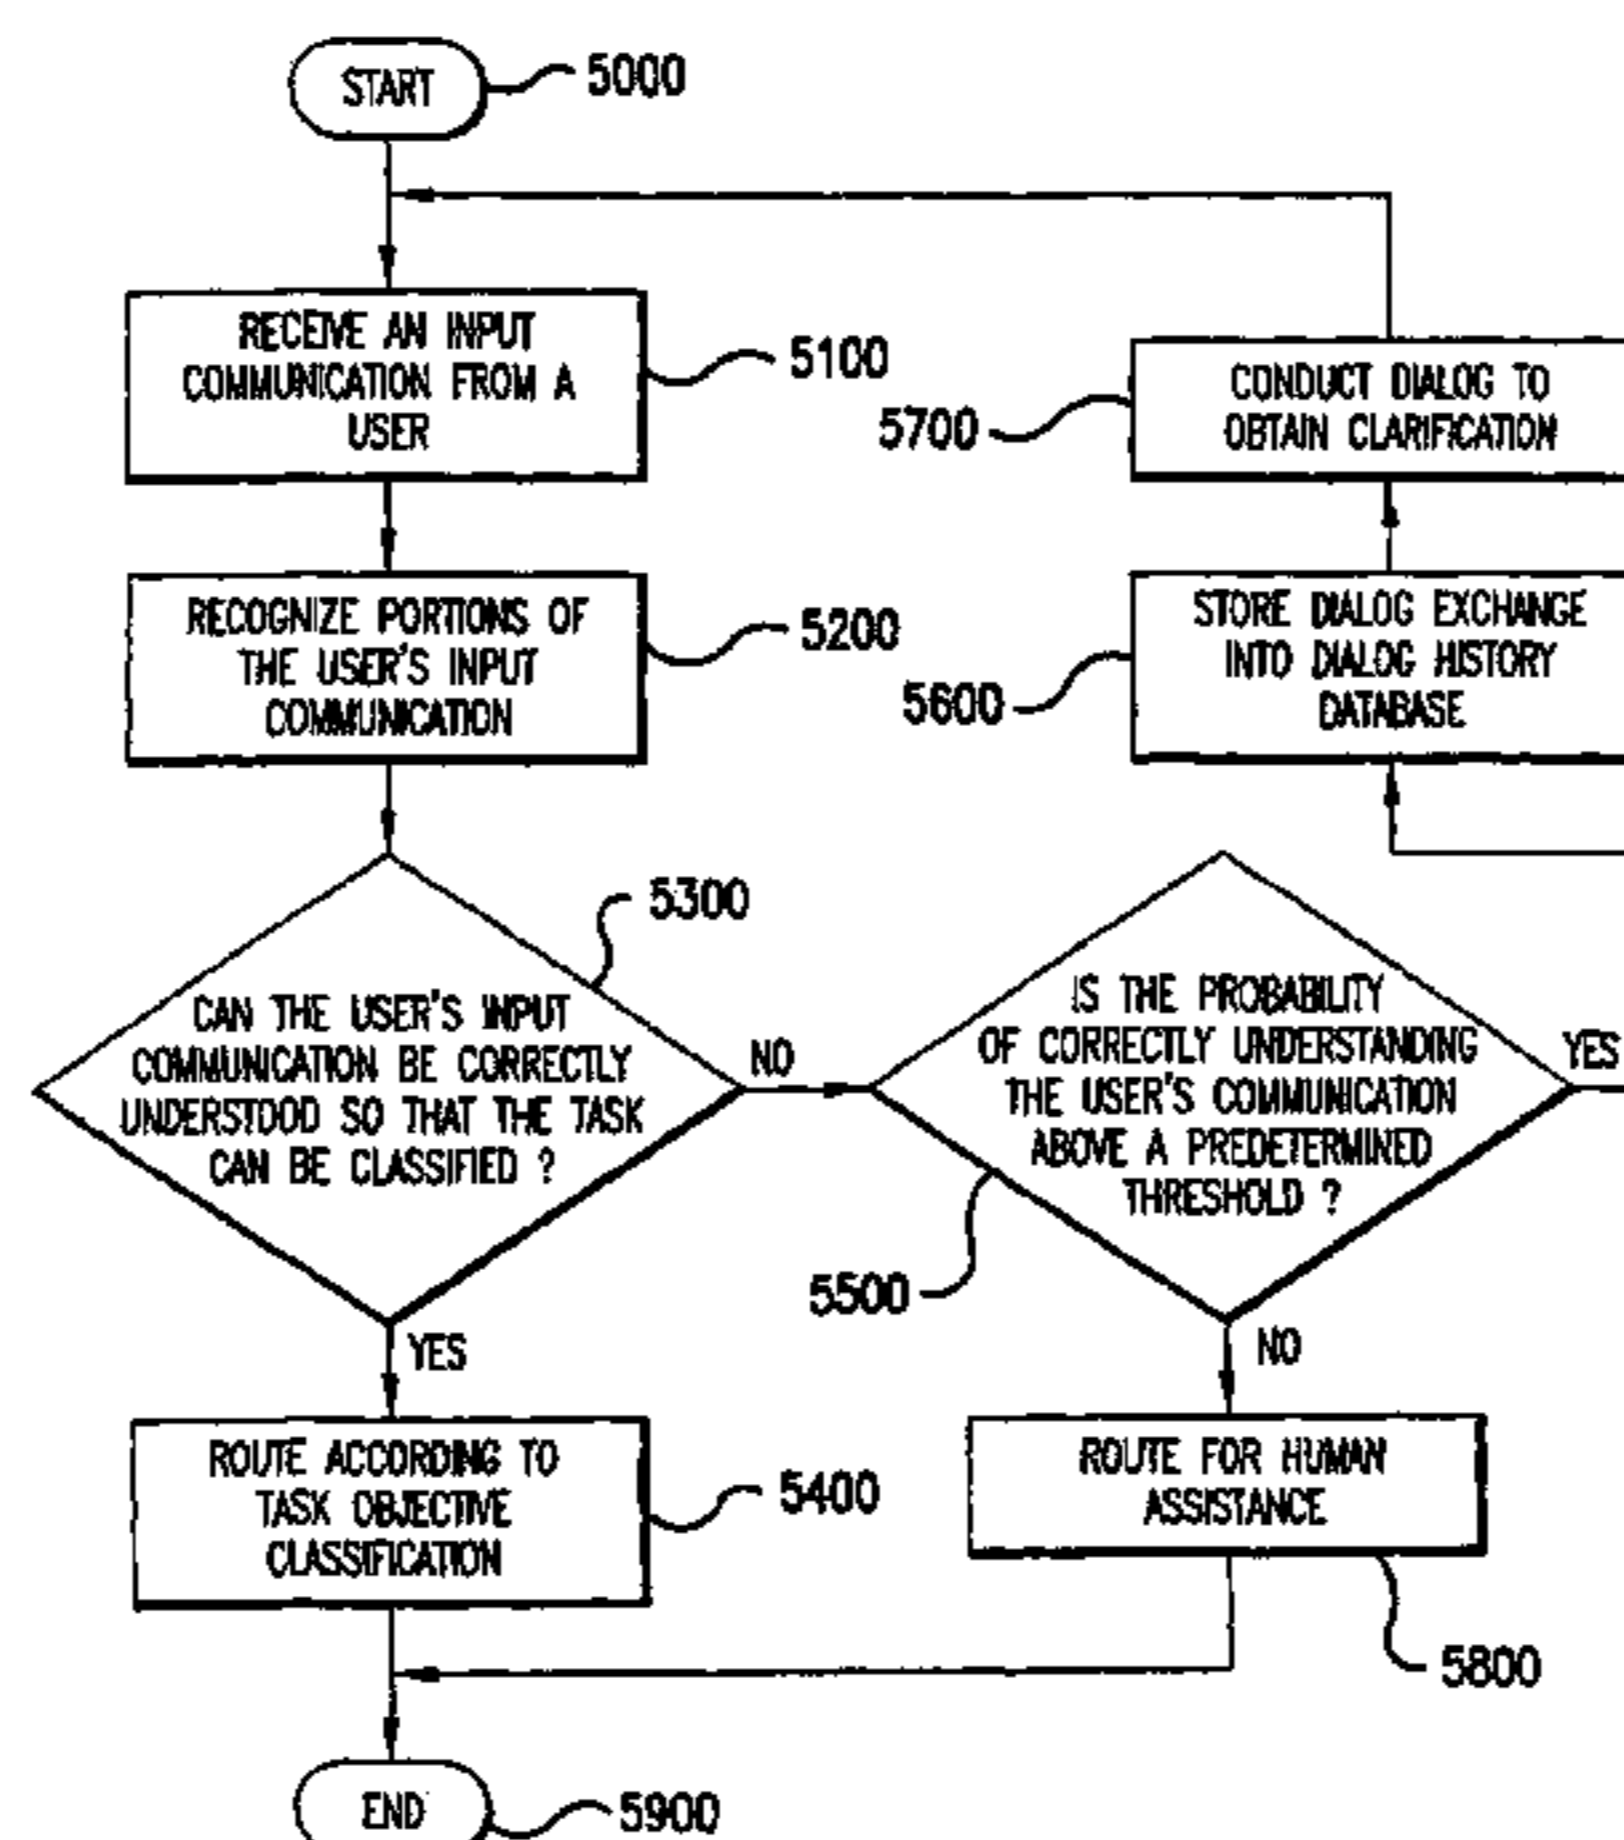 START
5000
RECEIVE AN INPUT
COMMUNICATION FROM A
USER
5100
CONDUCT DIALOG TO
OBTAIN CLARIFICATION
5700
RECOGNIZE PORTIONS OF
THE USER'S INPUT
COMMUNICATION
5200
STORE DIALOG EXCHANGE
INTO DIALOG HISTORY
DATABASE
5600
5300
CAN THE USER'S INPUT
COMMUNICATION BE CORRECTLY
UNDERSTOOD SO THAT THE TASK
CAN BE CLASSIFIED ?
NO
IS THE PROBABILITY
OF CORRECTLY UNDERSTANDING
THE USER'S COMMUNICATION
ABOVE A PREDETERMINED
THRESHOLD ?
YES
5500
YES
NO
ROUTE ACCORDING TO
TASK OBJECTIVE
CLASSIFICATION
5400
ROUTE FOR HUMAN
ASSISTANCE
5800
END
5900